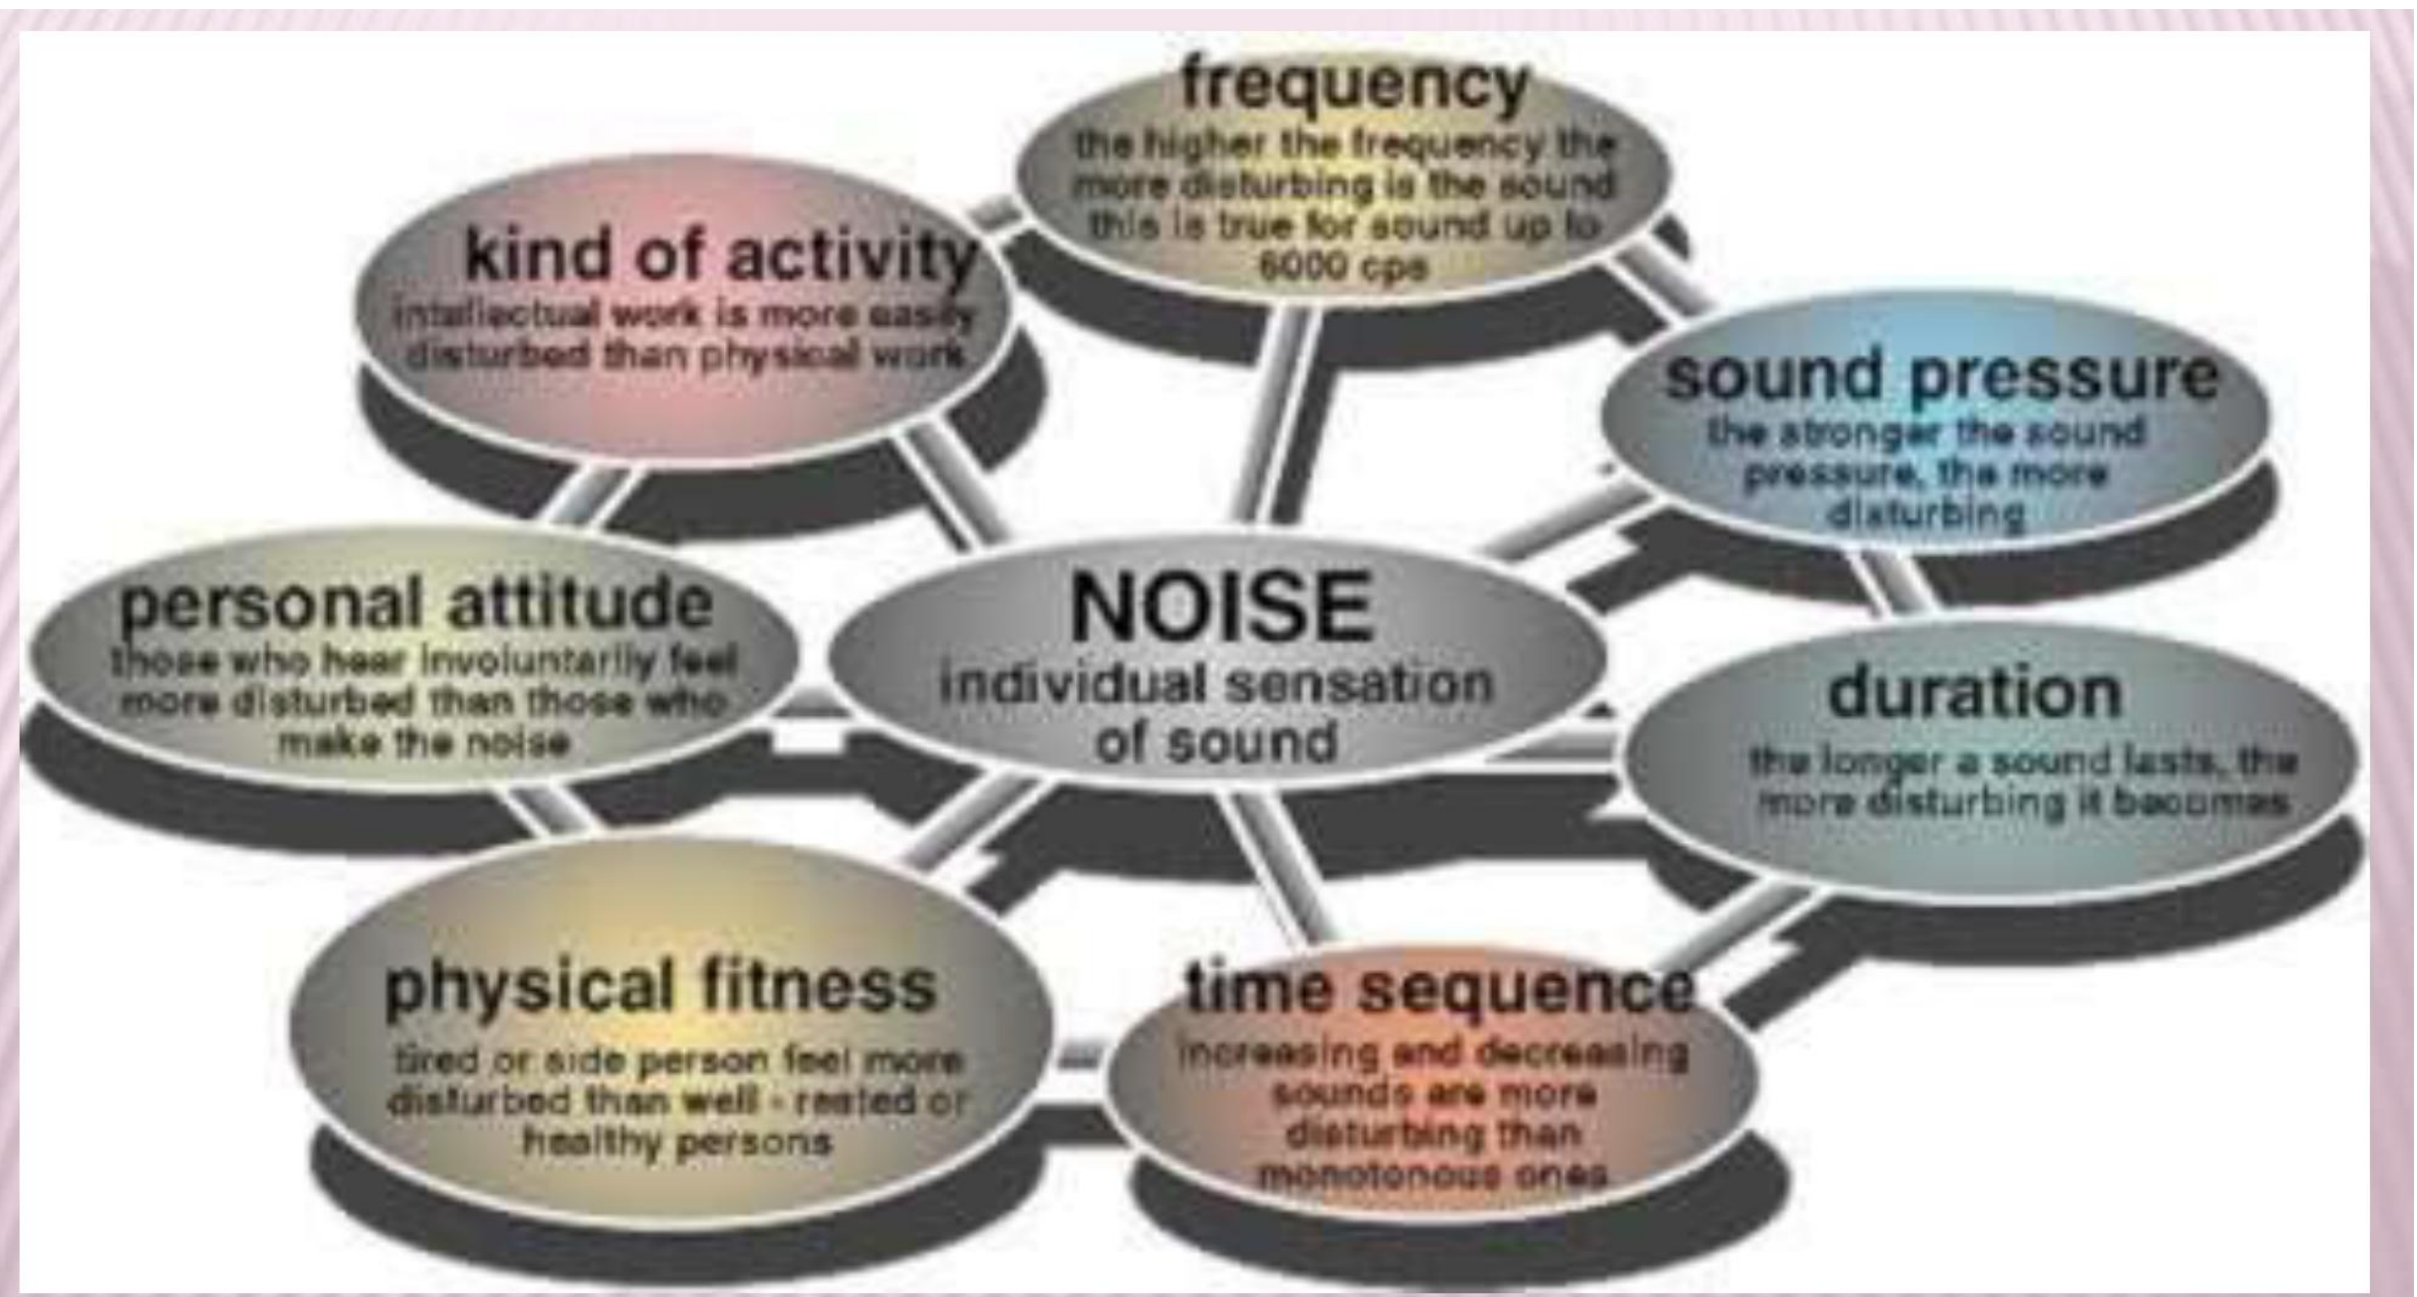 frequency
the higher the frequency the
more disturbing is the sound
this is true for sound up to
6000 cps
kind of activity
intellectual work is more easily
disturbed than physical work
sound pressure
the stronger the sound
pressure, the more
disturbing
personal attitude
those who hear involuntarily feel
more disturbed than those who
make the noise
NOISE
individual sensation
of sound
duration
the longer a sound lasts, the
more disturbing it becomes
physical fitness
tired or side person feel more
disturbed than well - rested or
healthy persons
time sequence
increasing and decreasing
sounds are more
disturbing than
monotonous ones